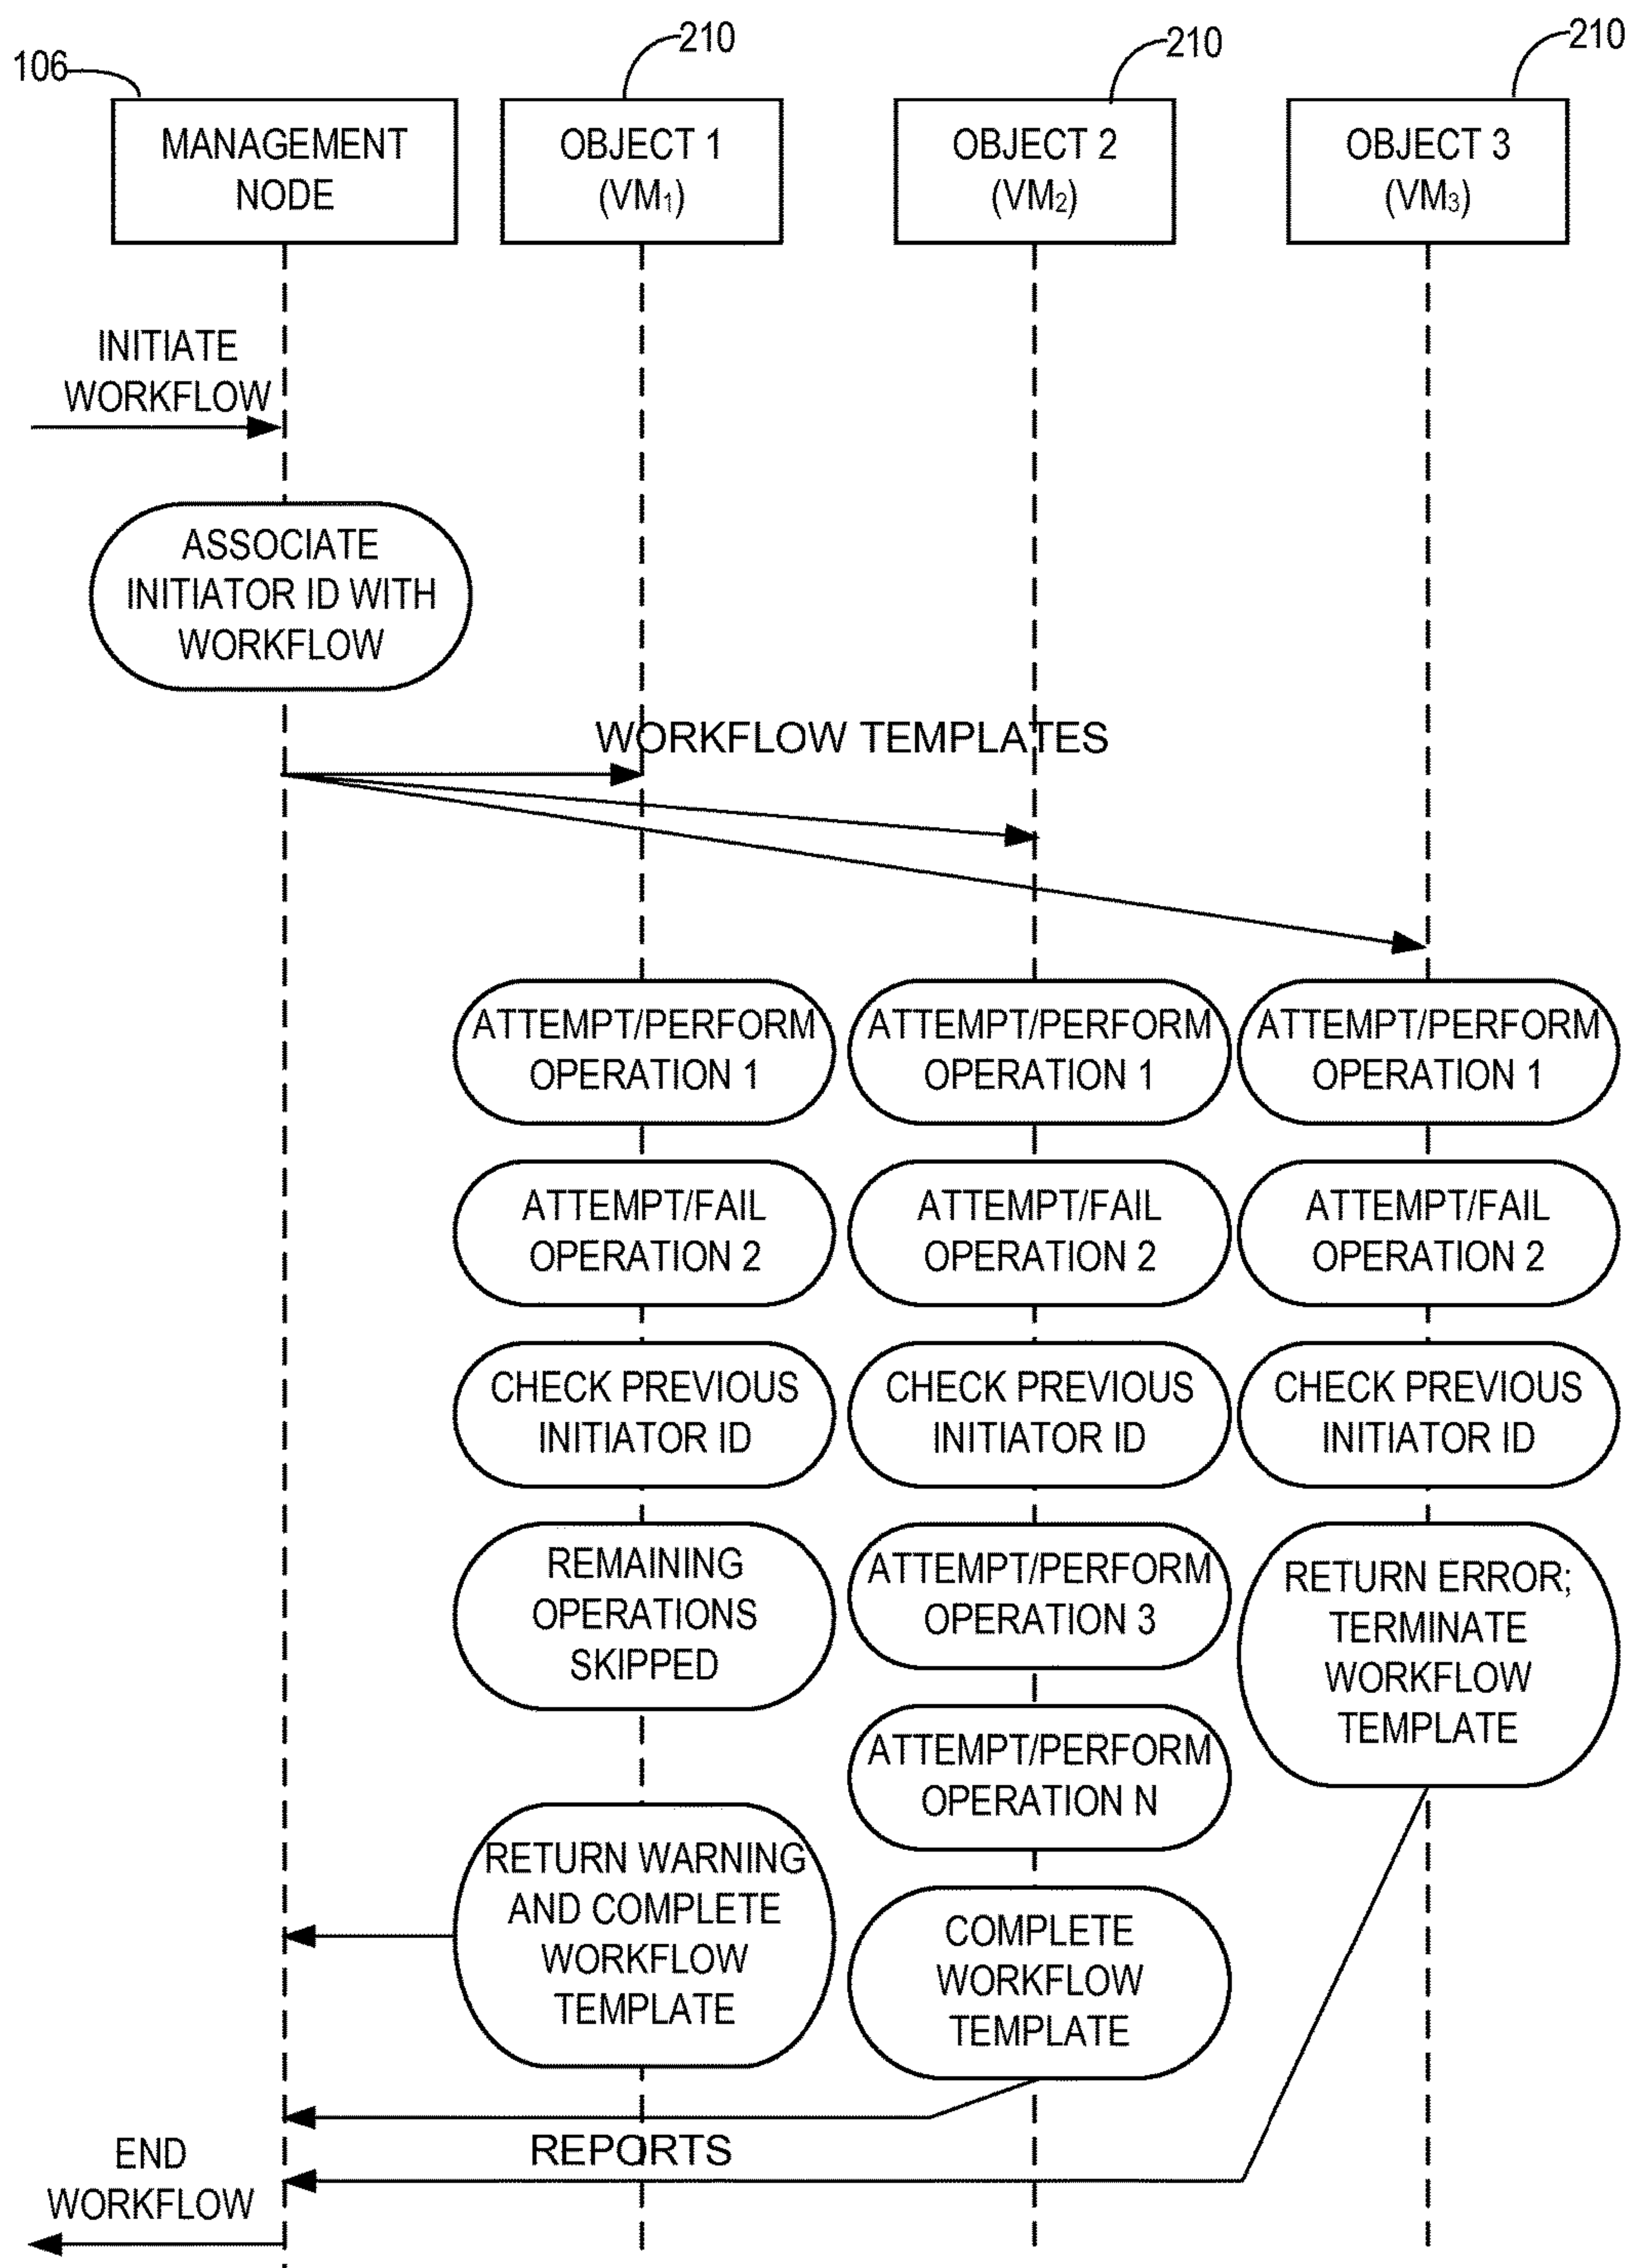 106
210
210
210
MANAGEMENT
NODE
OBJECT 1
(VM1)
OBJECT 2
(VM2)
OBJECT 3
(VM3)
INITIATE
WORKFLOW
ASSOCIATE
INITIATOR ID WITH
WORKFLOW
WORKFLOW TEMPLATES
ATTEMPT/PERFORM
OPERATION 1
ATTEMPT/PERFORM
OPERATION 1
ATTEMPT/PERFORM
OPERATION 1
ATTEMPT/FAIL
OPERATION 2
ATTEMPT/FAIL
OPERATION 2
ATTEMPT/FAIL
OPERATION 2
CHECK PREVIOUS
INITIATOR ID
CHECK PREVIOUS
INITIATOR ID
CHECK PREVIOUS
INITIATOR ID
REMAINING
OPERATIONS
SKIPPED
ATTEMPT/PERFORM
OPERATION 3
RETURN ERROR;
TERMINATE
WORKFLOW
TEMPLATE
ATTEMPT/PERFORM
OPERATION N
RETURN WARNING
AND COMPLETE
WORKFLOW
TEMPLATE
COMPLETE
WORKFLOW
TEMPLATE
REPORTS
END
WORKFLOW